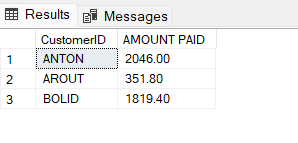 Results Messages
CustomerID AMOUNT PAID
1 ANTON 2046.00
2 AROUT 351.80
3 BOLID 1819.40